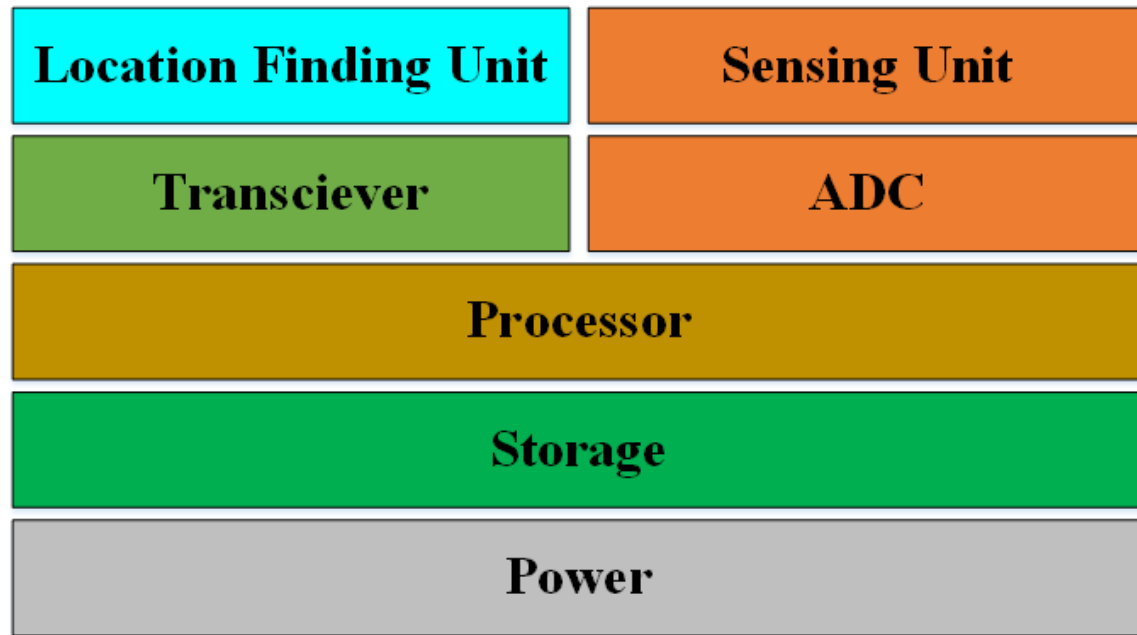 Location Finding Unit
Sensing Unit
Transciever
ADC
Processor
Storage
Power